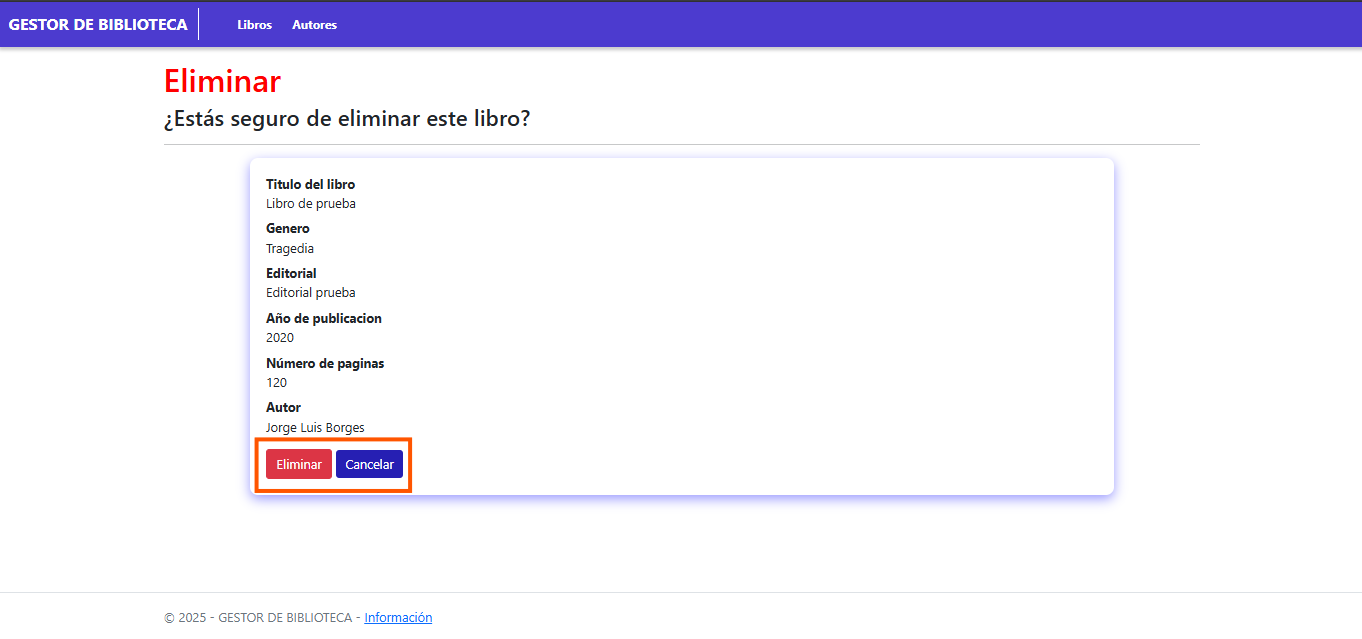 GESTOR DE BIBLIOTECA
Libros
Autores
Eliminar
¿Estás seguro de eliminar este libro?
Titulo del libro
Libro de prueba
Genero
Tragedia
Editorial
Editorial prueba
Año de publicacion
2020
Número de paginas
120
Autor
Jorge Luis Borges
Eliminar Cancelar
© 2025 - GESTOR DE BIBLIOTECA - Información